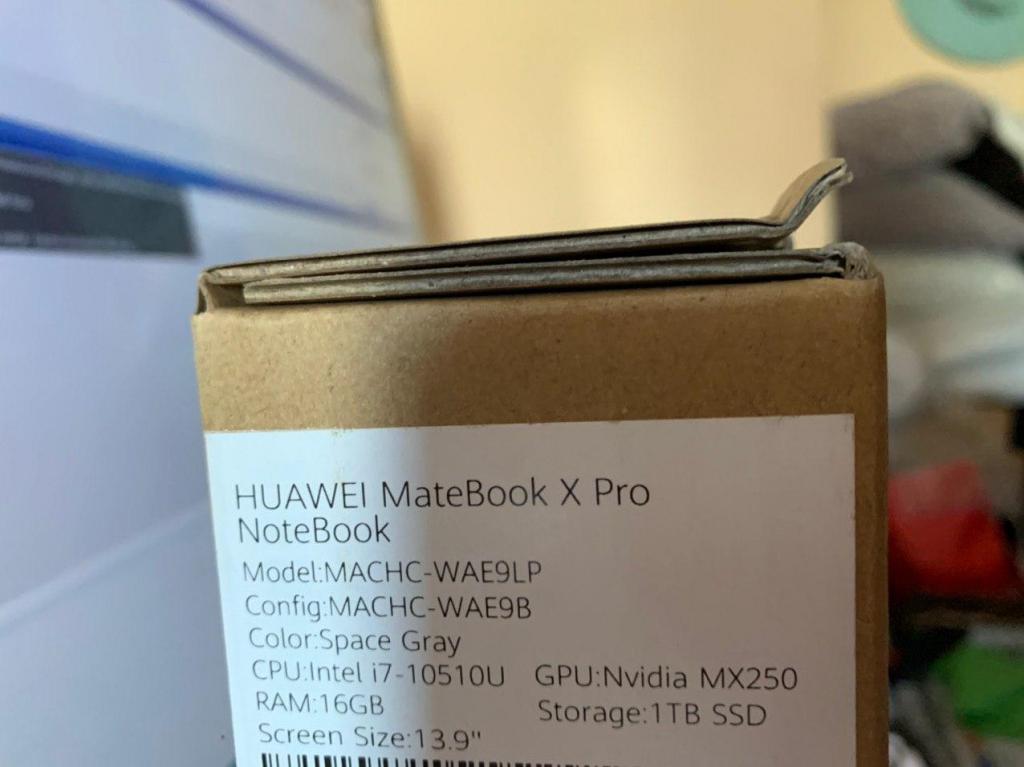 HUAWEI MateBook X Pro
NoteBook
Model:MACHC-WAE9LP
Config:MACHC-WAE9B
Color:Space Gray
CPU:Intel i7-10510U GPU:Nvidia MX250
RAM:16GB Storage:1TB SSD
Screen Size:13.9"